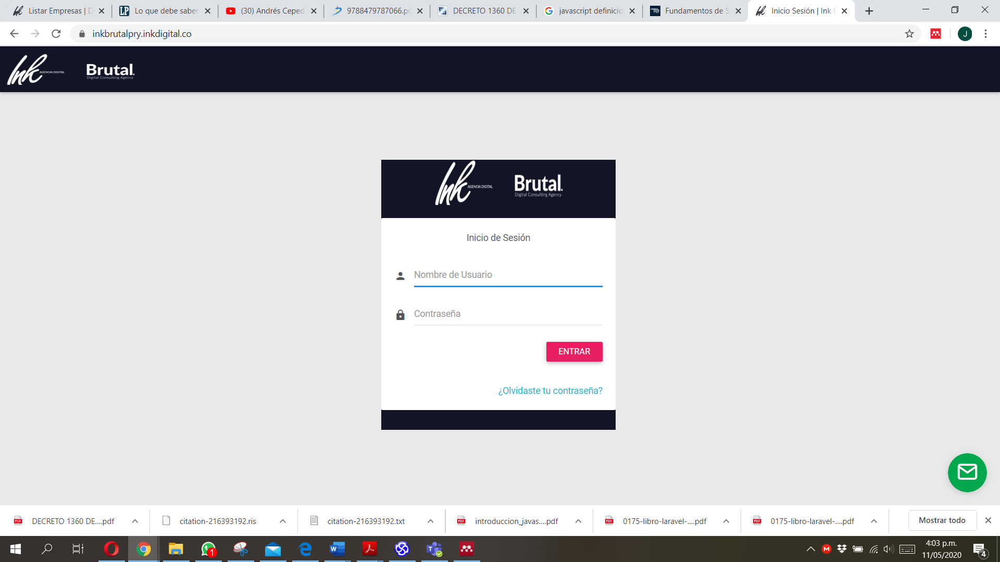 Listar Empresas | D
Lo que debe saber
(30) Andrés Ceped
9788479787066.pd
DECRETO 1360 DE
javascript definicio
Fundamentos de S
Inicio Sesión | Ink B
inkbrutalpry.inkdigital.co
J
Ink AGENCIA DIGITAL
Brutal.
Digital Consulting Agency
Ink AGENCIA DIGITAL
Brutal.
Digital Consulting Agency
Inicio de Sesión
Nombre de Usuario
Contraseña
ENTRAR
¿Olvidaste tu contraseña?
DECRETO 1360 DE....pdf
citation-216393192.ris
citation-216393192.txt
introduccion_javas....pdf
0175-libro-laravel-....pdf
0175-libro-laravel-....pdf
Mostrar todo
1
4:03 p.m.
11/05/2020
4